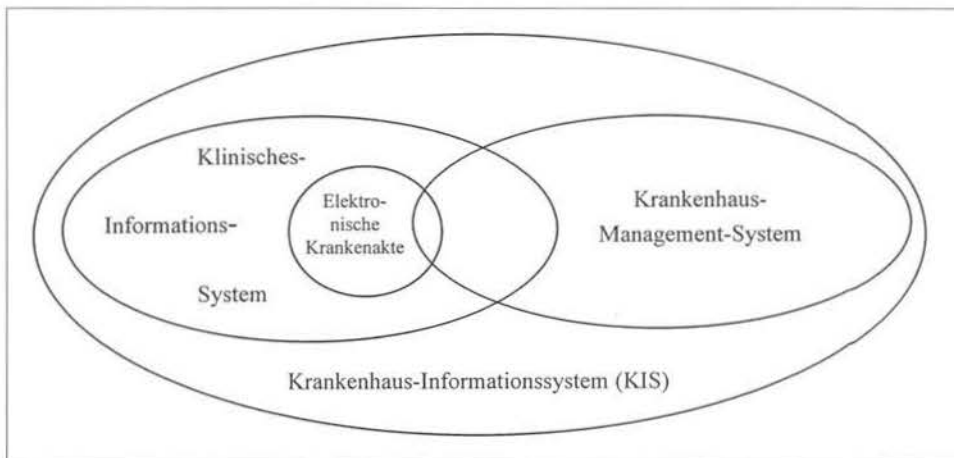 Klinisches-
Informations-
System
Elektro-
nische
Krankenakte
Krankenhaus-
Management-System
Krankenhaus-Informationssystem (KIS)